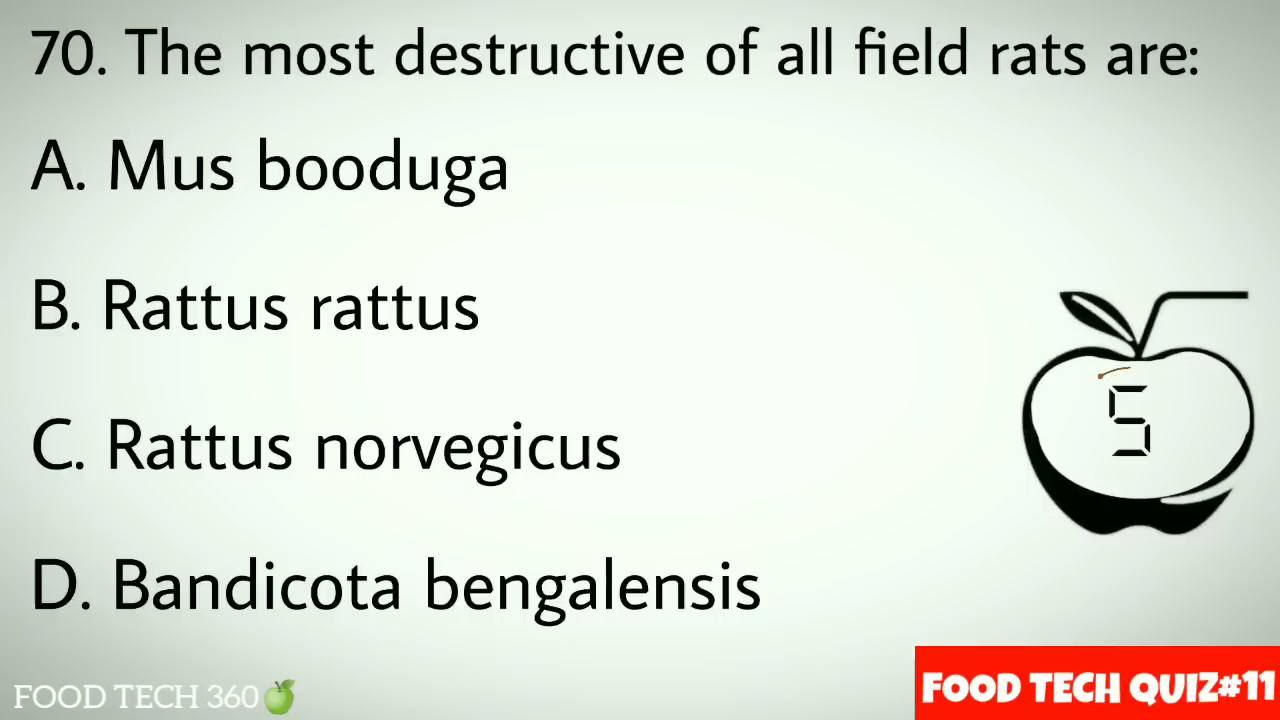 70. The most destructive of all field rats are:
A. Mus booduga
B. Rattus rattus
C. Rattus norvegicus
5
D. Bandicota bengalensis
FOOD TECH 360
FOOD TECH QUIZ#11